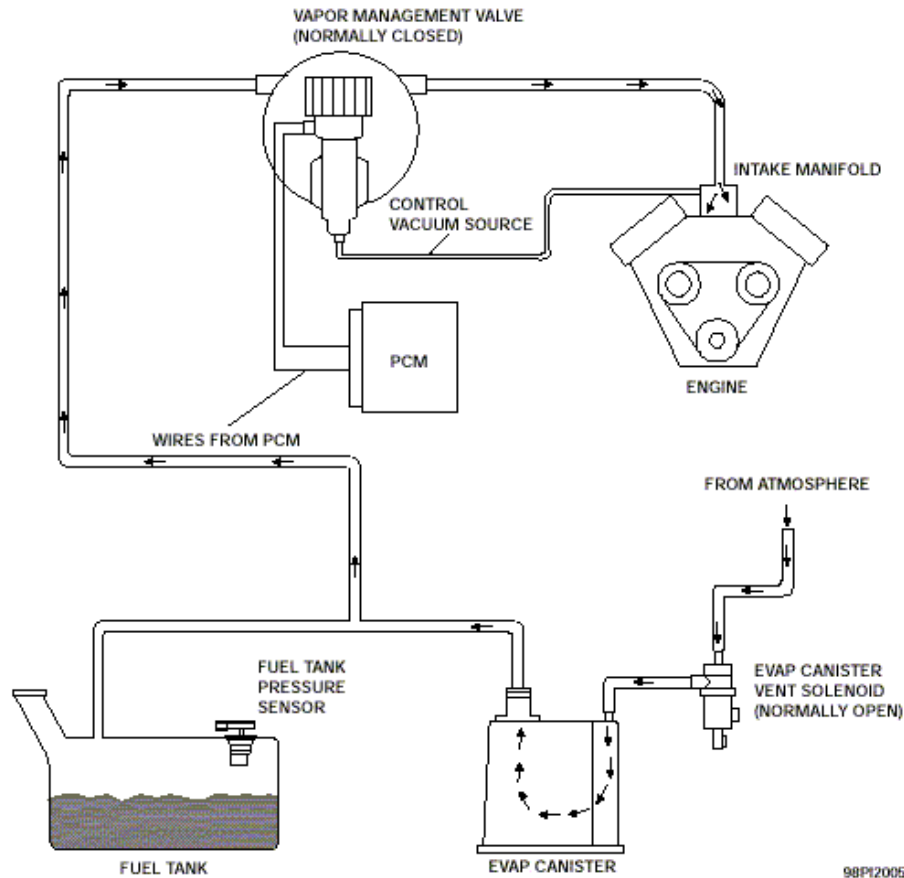 VAPOR MANAGEMENT VALVE
(NORMALLY CLOSED)
INTAKE MANIFOLD
CONTROL
VACUUM SOURCE
PCM
ENGINE
WIRES FROM PCM
FROM ATMOSPHERE
FUEL TANK
PRESSURE
SENSOR
EVAP CANISTER
VENT SOLENOID
(NORMALLY OPEN)
FUEL TANK
EVAP CANISTER
98PI2005